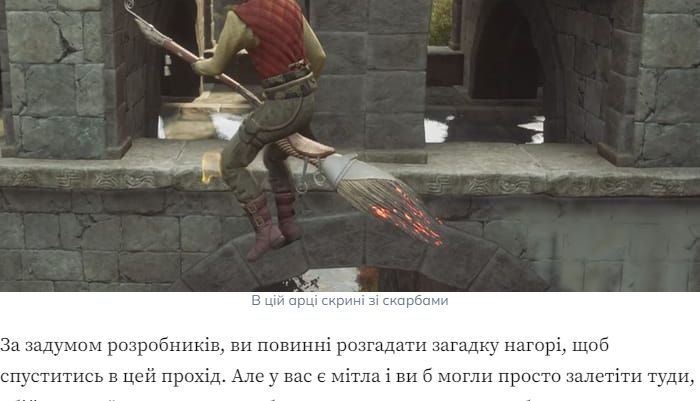 В цій арці скрині зі скарбами
За задумом розробників, ви повинні розгадати загадку нагорі, щоб
спуститись в цей прохід. Але у вас є мітла і ви б могли просто залетіти туди,